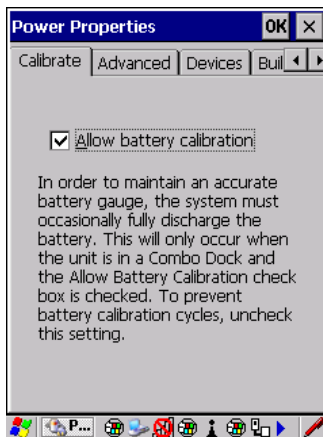 Power Properties OK ×
Calibrate Advanced Devices Buil
Allow battery calibration
In order to maintain an accurate
battery gauge, the system must
occasionally fully discharge the
battery. This will only occur when
the unit is in a Combo Dock and
the Allow Battery Calibration check
box is checked. To prevent
battery calibration cycles, uncheck
this setting.
P...